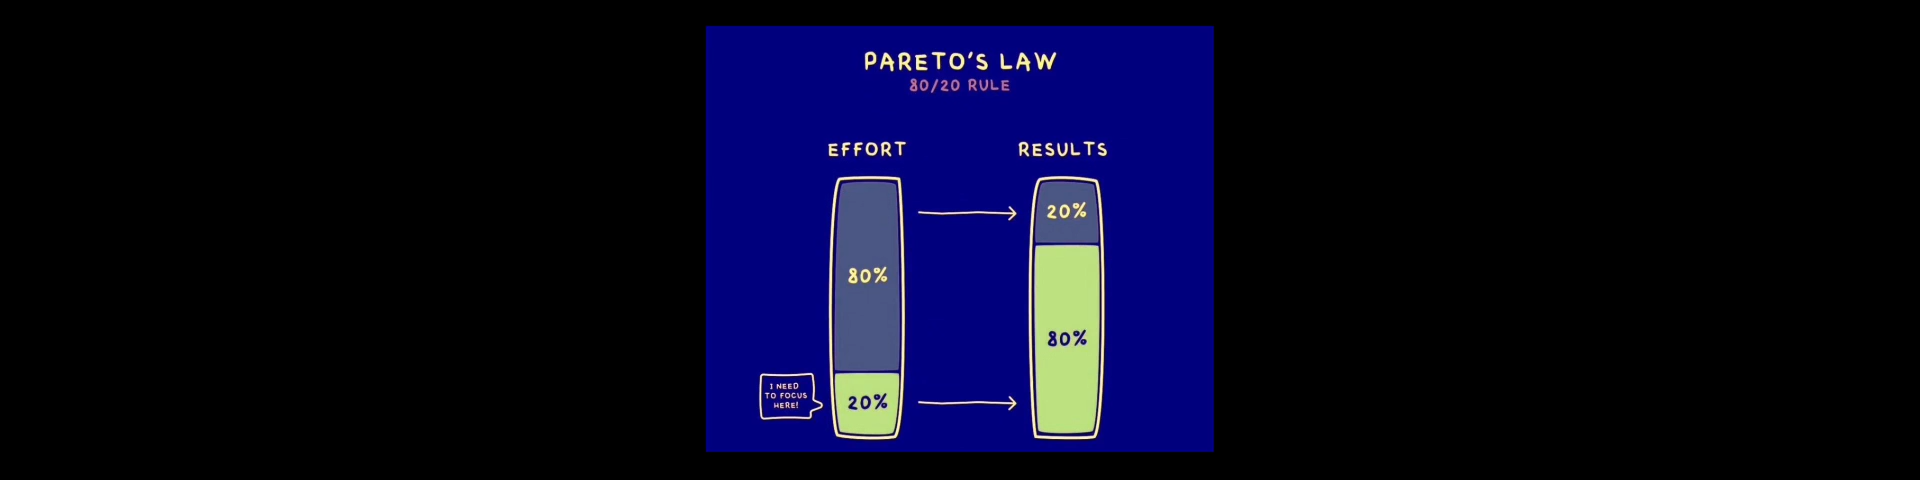 PARETO'S LAW
80/20 RULE
EFFORT
RESULTS
80%
20%
20%
80%
I NEED
TO FOCUS
HERE!